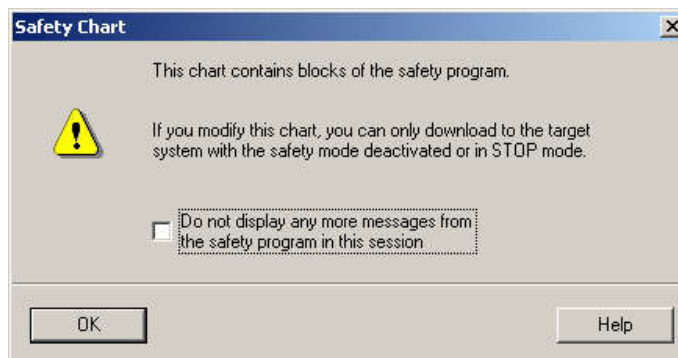 Safety Chart
This chart contains blocks of the safety program.
If you modify this chart, you can only download to the target
system with the safety mode deactivated or in STOP mode.
Do not display any more messages from
the safety program in this session
OK
Help